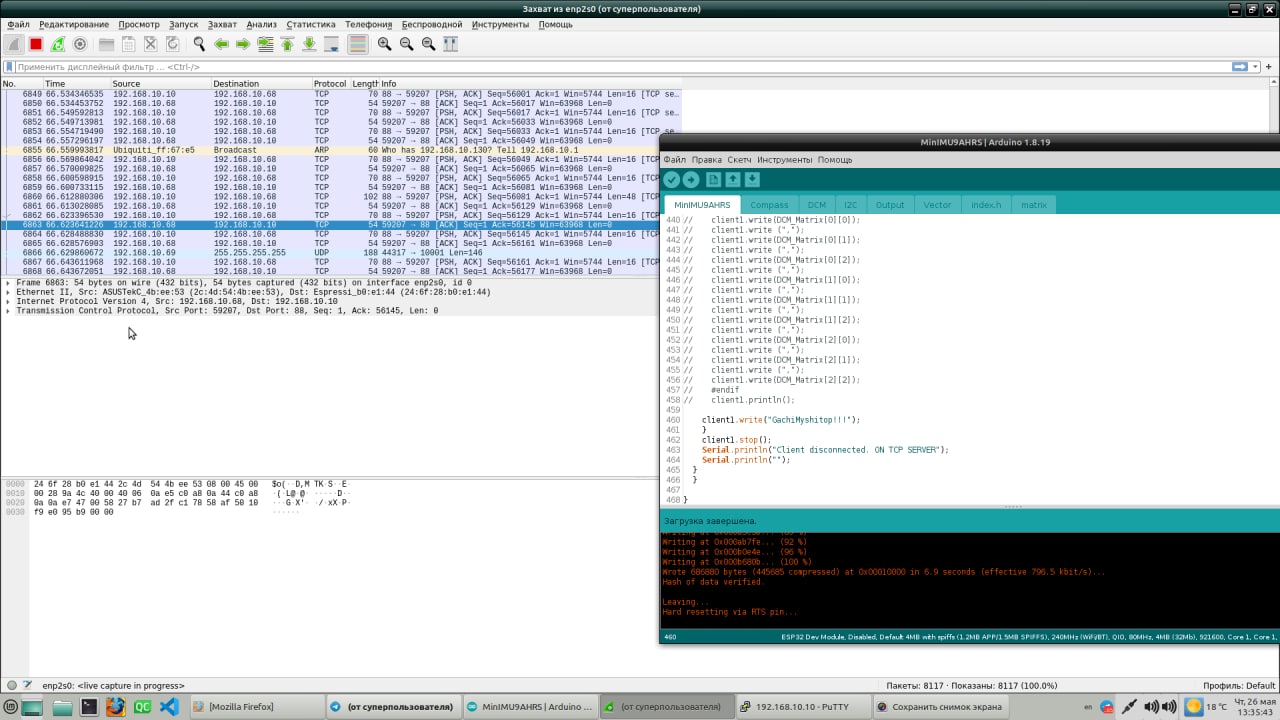 Захват из enp2s0 (от суперпользователя)
Файл Редактирование Просмотр Запуск Захват Анализ Статистика Телефония Беспроводной Инструменты Помощь
Применить дисплейный фильтр ... <Ctrl-/>
No. Time Source Destination Protocol Length Info
6849 66.534346535 192.168.10.10 192.168.10.68 TCP 70 88 → 59207 [PSH, ACK] Seq=56001 Ack=1 Win=5744 Len=16 [TCP se…
6850 66.534453752 192.168.10.68 192.168.10.10 TCP 54 59207 → 88 [ACK] Seq=1 Ack=56017 Win=63968 Len=0
6851 66.549592813 192.168.10.10 192.168.10.68 TCP 70 88 → 59207 [PSH, ACK] Seq=56017 Ack=1 Win=5744 Len=16 [TCP se…
6852 66.549713981 192.168.10.68 192.168.10.10 TCP 54 59207 → 88 [ACK] Seq=1 Ack=56033 Win=63968 Len=0
6853 66.554719490 192.168.10.10 192.168.10.68 TCP 70 88 → 59207 [PSH, ACK] Seq=56033 Ack=1 Win=5744 Len=16 [TCP se…
6854 66.557296197 192.168.10.68 192.168.10.10 TCP 54 59207 → 88 [ACK] Seq=1 Ack=56049 Win=63968 Len=0
6855 66.559993817 Ubiquiti_ff:67:e5 Broadcast ARP 60 Who has 192.168.10.130? Tell 192.168.10.1
6856 66.569864042 192.168.10.10 192.168.10.68 TCP 70 88 → 59207 [PSH, ACK] Seq=56049 Ack=1 Win=5744 Len=16 [TC
6857 66.570009825 192.168.10.68 192.168.10.10 TCP 54 59207 → 88 [ACK] Seq=1 Ack=56065 Win=63968 Len=0
6858 66.600598915 192.168.10.10 192.168.10.68 TCP 70 88 → 59207 [PSH, ACK] Seq=56065 Ack=1 Win=5744 Len=16 [TC
6859 66.600733115 192.168.10.68 192.168.10.10 TCP 54 59207 → 88 [ACK] Seq=1 Ack=56081 Win=63968 Len=0
6860 66.612880306 192.168.10.10 192.168.10.68 TCP 102 88 → 59207 [PSH, ACK] Seq=56081 Ack=1 Win=5744 Len=48 [TC
6861 66.613028085 192.168.10.68 192.168.10.10 TCP 54 59207 → 88 [ACK] Seq=1 Ack=56129 Win=63968 Len=0
6862 66.623396530 192.168.10.10 192.168.10.68 TCP 70 88 → 59207 [PSH, ACK] Seq=56129 Ack=1 Win=5744 Len=16 [TC
6863 66.623641226 192.168.10.68 192.168.10.10 TCP 54 59207 → 88 [ACK] Seq=1 Ack=56145 Win=63968 Len=0
6864 66.628488830 192.168.10.10 192.168.10.68 TCP 70 88 → 59207 [PSH, ACK] Seq=56145 Ack=1 Win=5744 Len=16 [TC
6865 66.628576903 192.168.10.68 192.168.10.10 TCP 54 59207 → 88 [ACK] Seq=1 Ack=56161 Win=63968 Len=0
6866 66.629860672 192.168.10.69 255.255.255.255 UDP 188 44317 → 10001 Len=146
6867 66.643611968 192.168.10.10 192.168.10.68 TCP 70 88 → 59207 [PSH, ACK] Seq=56161 Ack=1 Win=5744 Len=16 [TC
6868 66.643672051 192.168.10.68 192.168.10.10 TCP 54 59207 → 88 [ACK] Seq=1 Ack=56177 Win=63968 Len=0
Frame 6863: 54 bytes on wire (432 bits), 54 bytes captured (432 bits) on interface enp2s0, id 0
Ethernet II, Src: ASUSTekC_4b:ee:53 (2c:4d:54:4b:ee:53), Dst: Espressi_b0:e1:44 (24:6f:28:b0:e1:44)
Internet Protocol Version 4, Src: 192.168.10.68, Dst: 192.168.10.10
Transmission Control Protocol, Src Port: 59207, Dst Port: 88, Seq: 1, Ack: 56145, Len: 0
0000 24 6f 28 b0 e1 44 2c 4d 54 4b ee 53 08 00 45 00 $o(··D,M TK·S··E·
0010 00 28 9a 4c 40 00 40 06 0a e5 c0 a8 0a 44 c0 a8 ·(·L@·@· ·····D··
0020 0a 0a e7 47 00 58 27 b7 ad 2f c1 78 58 af 50 10 ···G·X'· ·/·xX·P·
0030 f9 e0 95 b9 00 00 ······
enp2s0: <live capture in progress>
Пакеты: 8117 · Показаны: 8117 (100.0%)
Профиль: Default
MinIMU9AHRS | Arduino 1.8.19
Файл Правка Скетч Инструменты Помощь
MinIMU9AHRS Compass DCM I2C Output Vector index.h matrix
440 // client1.write(DCM_Matrix[0][0]);
441 // client1.write (",");
442 // client1.write(DCM_Matrix[0][1]);
443 // client1.write (",");
444 // client1.write(DCM_Matrix[0][2]);
445 // client1.write (",");
446 // client1.write(DCM_Matrix[1][0]);
447 // client1.write (",");
448 // client1.write(DCM_Matrix[1][1]);
449 // client1.write (",");
450 // client1.write(DCM_Matrix[1][2]);
451 // client1.write (",");
452 // client1.write(DCM_Matrix[2][0]);
453 // client1.write (",");
454 // client1.write(DCM_Matrix[2][1]);
455 // client1.write (",");
456 // client1.write(DCM_Matrix[2][2]);
457 // #endif
458 // client1.println();
459
460 client1.write("GachiMyshitop!!!");
461 }
462 client1.stop();
463 Serial.println("Client disconnected. ON TCP SERVER");
464 Serial.println("");
465 }
466 }
467
468 }
Загрузка завершена.
Writing at 0x000ab7fe... (92 %)
Writing at 0x000b0e4e... (96 %)
Writing at 0x000b680b... (100 %)
Wrote 686880 bytes (445685 compressed) at 0x00010000 in 6.9 seconds (effective 796.5 kbit/s)...
Hash of data verified.
Leaving...
Hard resetting via RTS pin...
460 ESP32 Dev Module, Disabled, Default 4MB with spiffs (1.2MB APP/1.5MB SPIFFS), 240MHz (WiFi/BT), QIO, 80MHz, 4MB (32Mb), 921600, Core 1, Core 1,
[Mozilla Firefox] (от суперпользователя) MinIMU9AHRS | Arduino ... (от суперпользователя) 192.168.10.10 - PuTTY Сохранить снимок экрана en 18 °C Чт, 26 мая
13:35:43